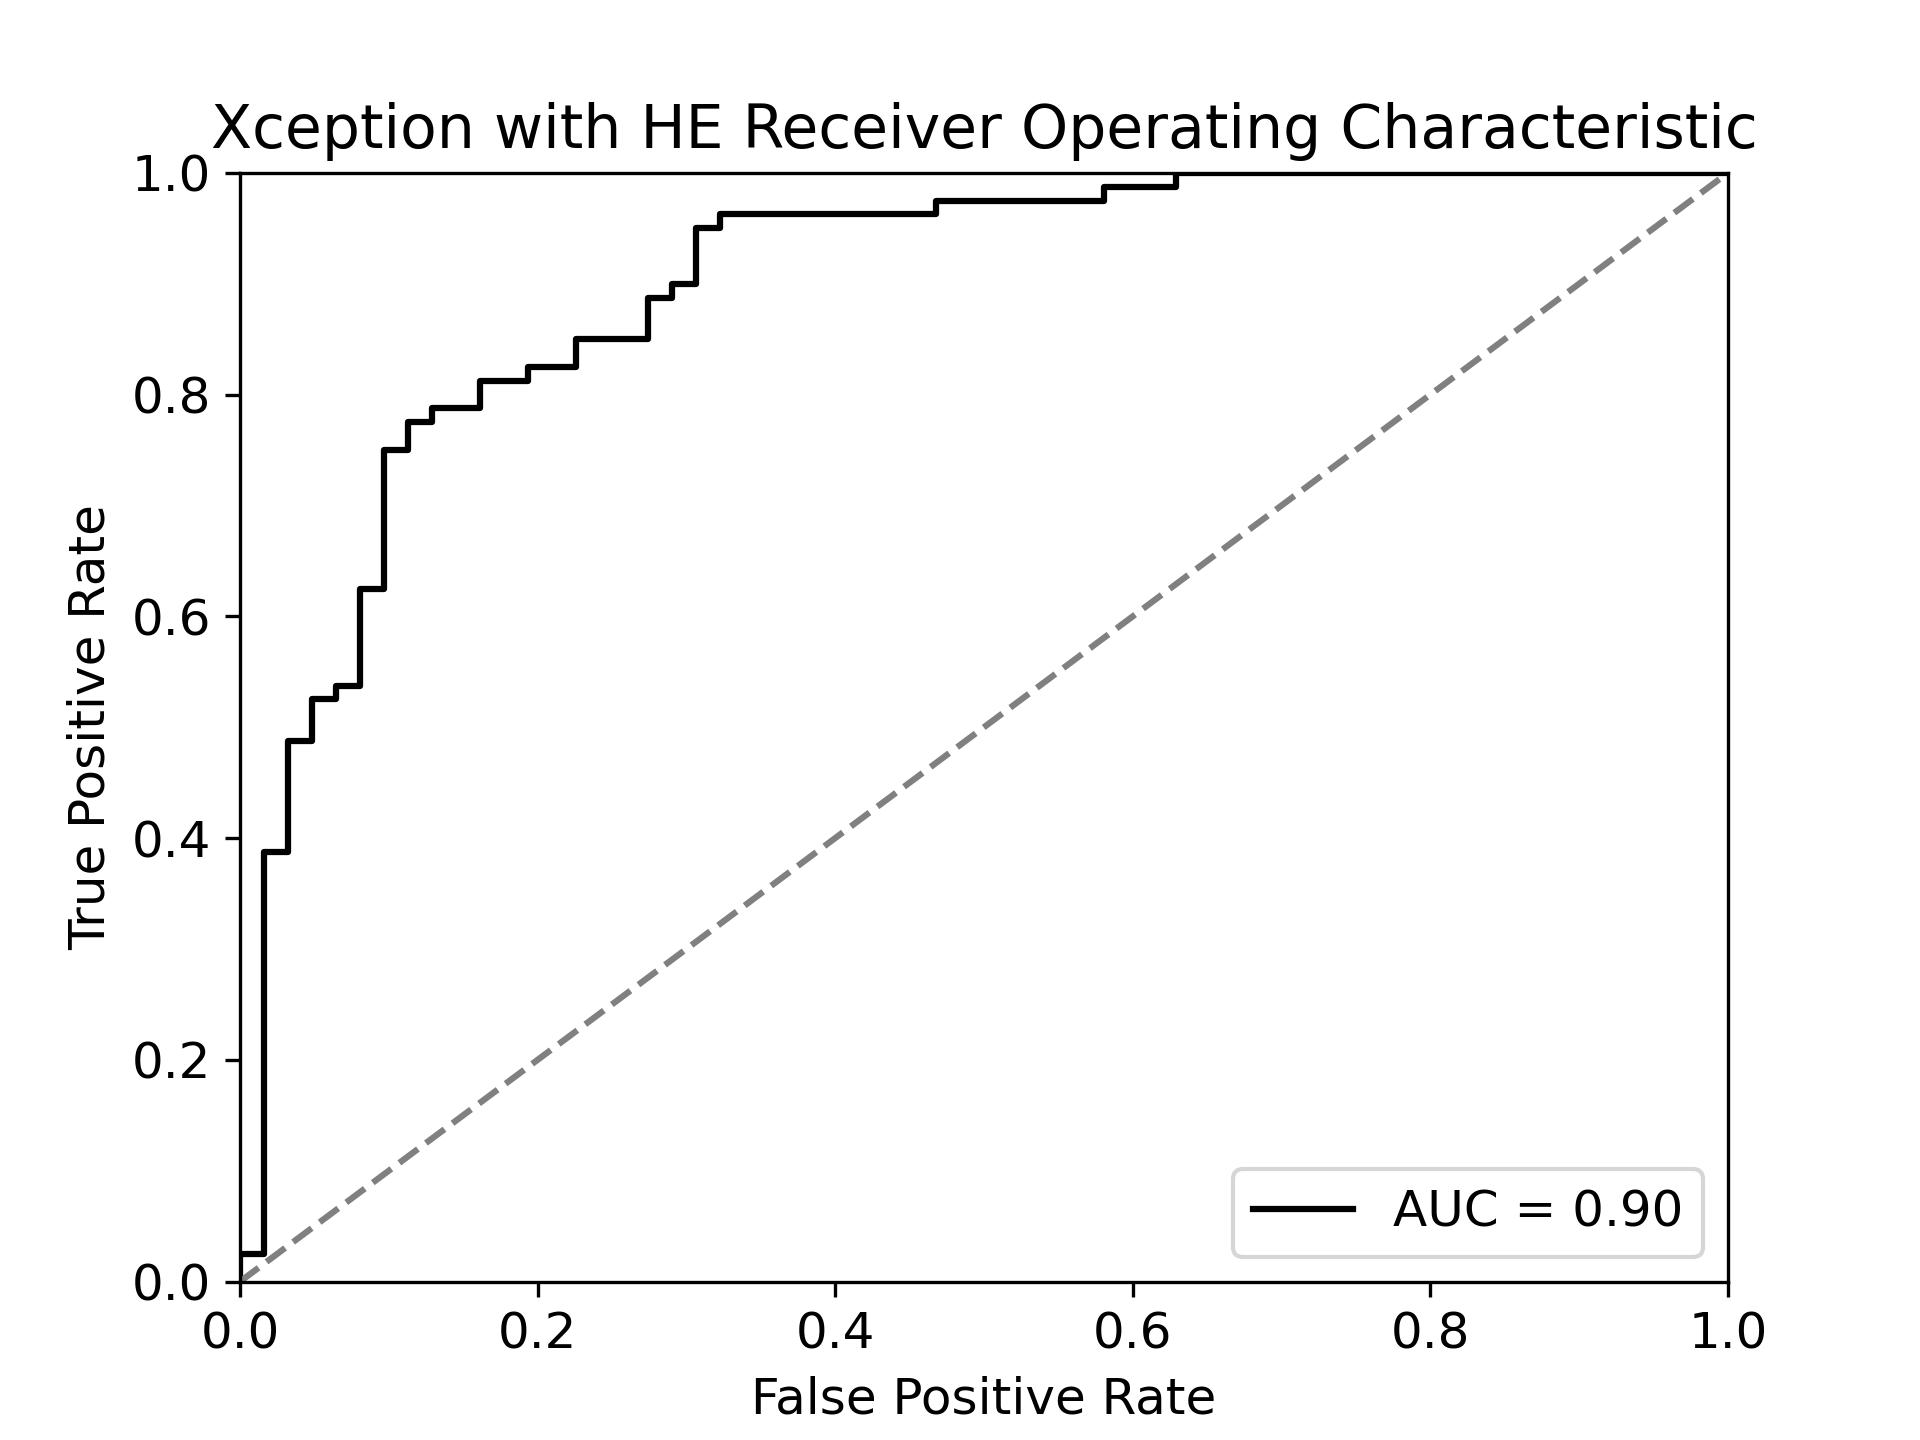 Xception with HE Receiver Operating Characteristic
1.0
0.8
0.6
0.4
0.2
0.0
True Positive Rate
AUC = 0.90
0.0 0.2 0.4 0.6 0.8 1.0
False Positive Rate